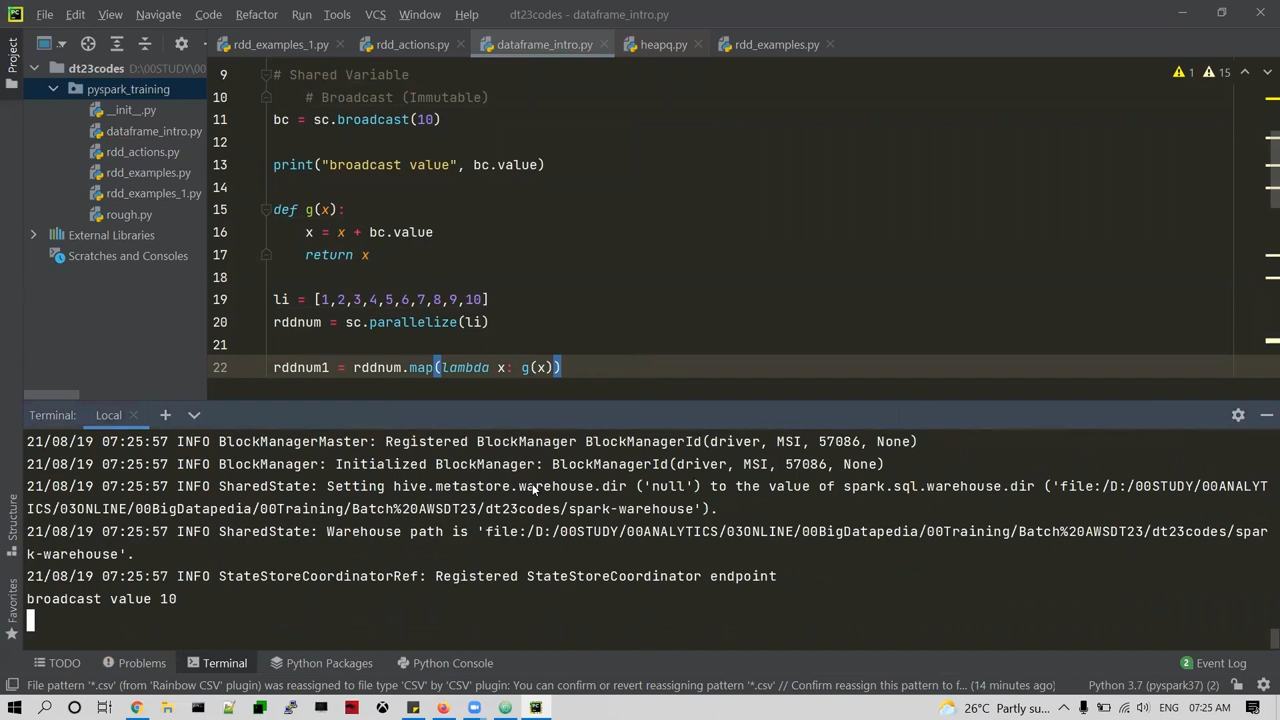 File Edit View Navigate Code Refactor Run Tools VCS Window Help dt23codes - dataframe_intro.py
Project
rdd_examples_1.py rdd_actions.py dataframe_intro.py heapq.py rdd_examples.py
dt23codes D:\00STUDY\00
pyspark_training
__init__.py
dataframe_intro.py
rdd_actions.py
rdd_examples.py
rdd_examples_1.py
rough.py
External Libraries
Scratches and Consoles
1 15
9 # Shared Variable
10 # Broadcast (Immutable)
11 bc = sc.broadcast(10)
12
13 print("broadcast value", bc.value)
14
15 def g(x):
16 x = x + bc.value
17 return x
18
19 li = [1,2,3,4,5,6,7,8,9,10]
20 rddnum = sc.parallelize(li)
21
22 rddnum1 = rddnum.map(lambda x: g(x))
Terminal: Local
21/08/19 07:25:57 INFO BlockManagerMaster: Registered BlockManager BlockManagerId(driver, MSI, 57086, None)
21/08/19 07:25:57 INFO BlockManager: Initialized BlockManager: BlockManagerId(driver, MSI, 57086, None)
21/08/19 07:25:57 INFO SharedState: Setting hive.metastore.warehouse.dir ('null') to the value of spark.sql.warehouse.dir ('file:/D:/00STUDY/00ANALYT
ICS/03ONLINE/00BigDatapedia/00Training/Batch%20AWSDT23/dt23codes/spark-warehouse').
21/08/19 07:25:57 INFO SharedState: Warehouse path is 'file:/D:/00STUDY/00ANALYTICS/03ONLINE/00BigDatapedia/00Training/Batch%20AWSDT23/dt23codes/spar
k-warehouse'.
21/08/19 07:25:57 INFO StateStoreCoordinatorRef: Registered StateStoreCoordinator endpoint
broadcast value 10
Structure
Favorites
TODO Problems Terminal Python Packages Python Console 2 Event Log
File pattern '*.csv' (from 'Rainbow CSV' plugin) was reassigned to file type 'CSV' by 'CSV' plugin: You can confirm or revert reassigning pattern '*.csv' // Confirm reassign this pattern to f... (14 minutes ago) Python 3.7 (pyspark37) (2)
26°C Partly su... ENG 07:25 AM